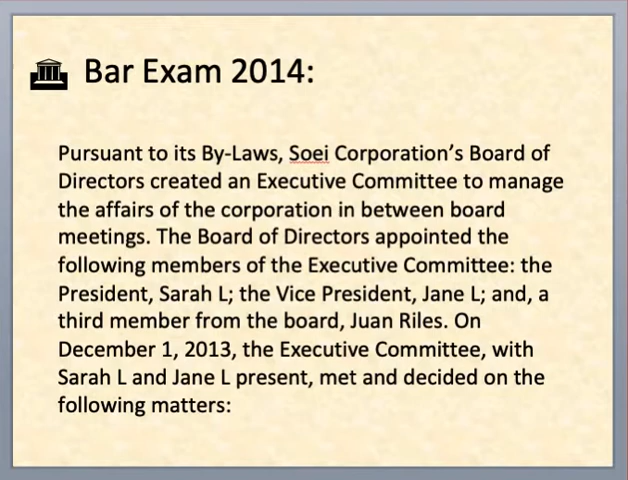 Bar Exam 2014:
Pursuant to its By-Laws, Soei Corporation’s Board of
Directors created an Executive Committee to manage
the affairs of the corporation in between board
meetings. The Board of Directors appointed the
following members of the Executive Committee: the
President, Sarah L; the Vice President, Jane L; and, a
third member from the board, Juan Riles. On
December 1, 2013, the Executive Committee, with
Sarah L and Jane L present, met and decided on the
following matters: